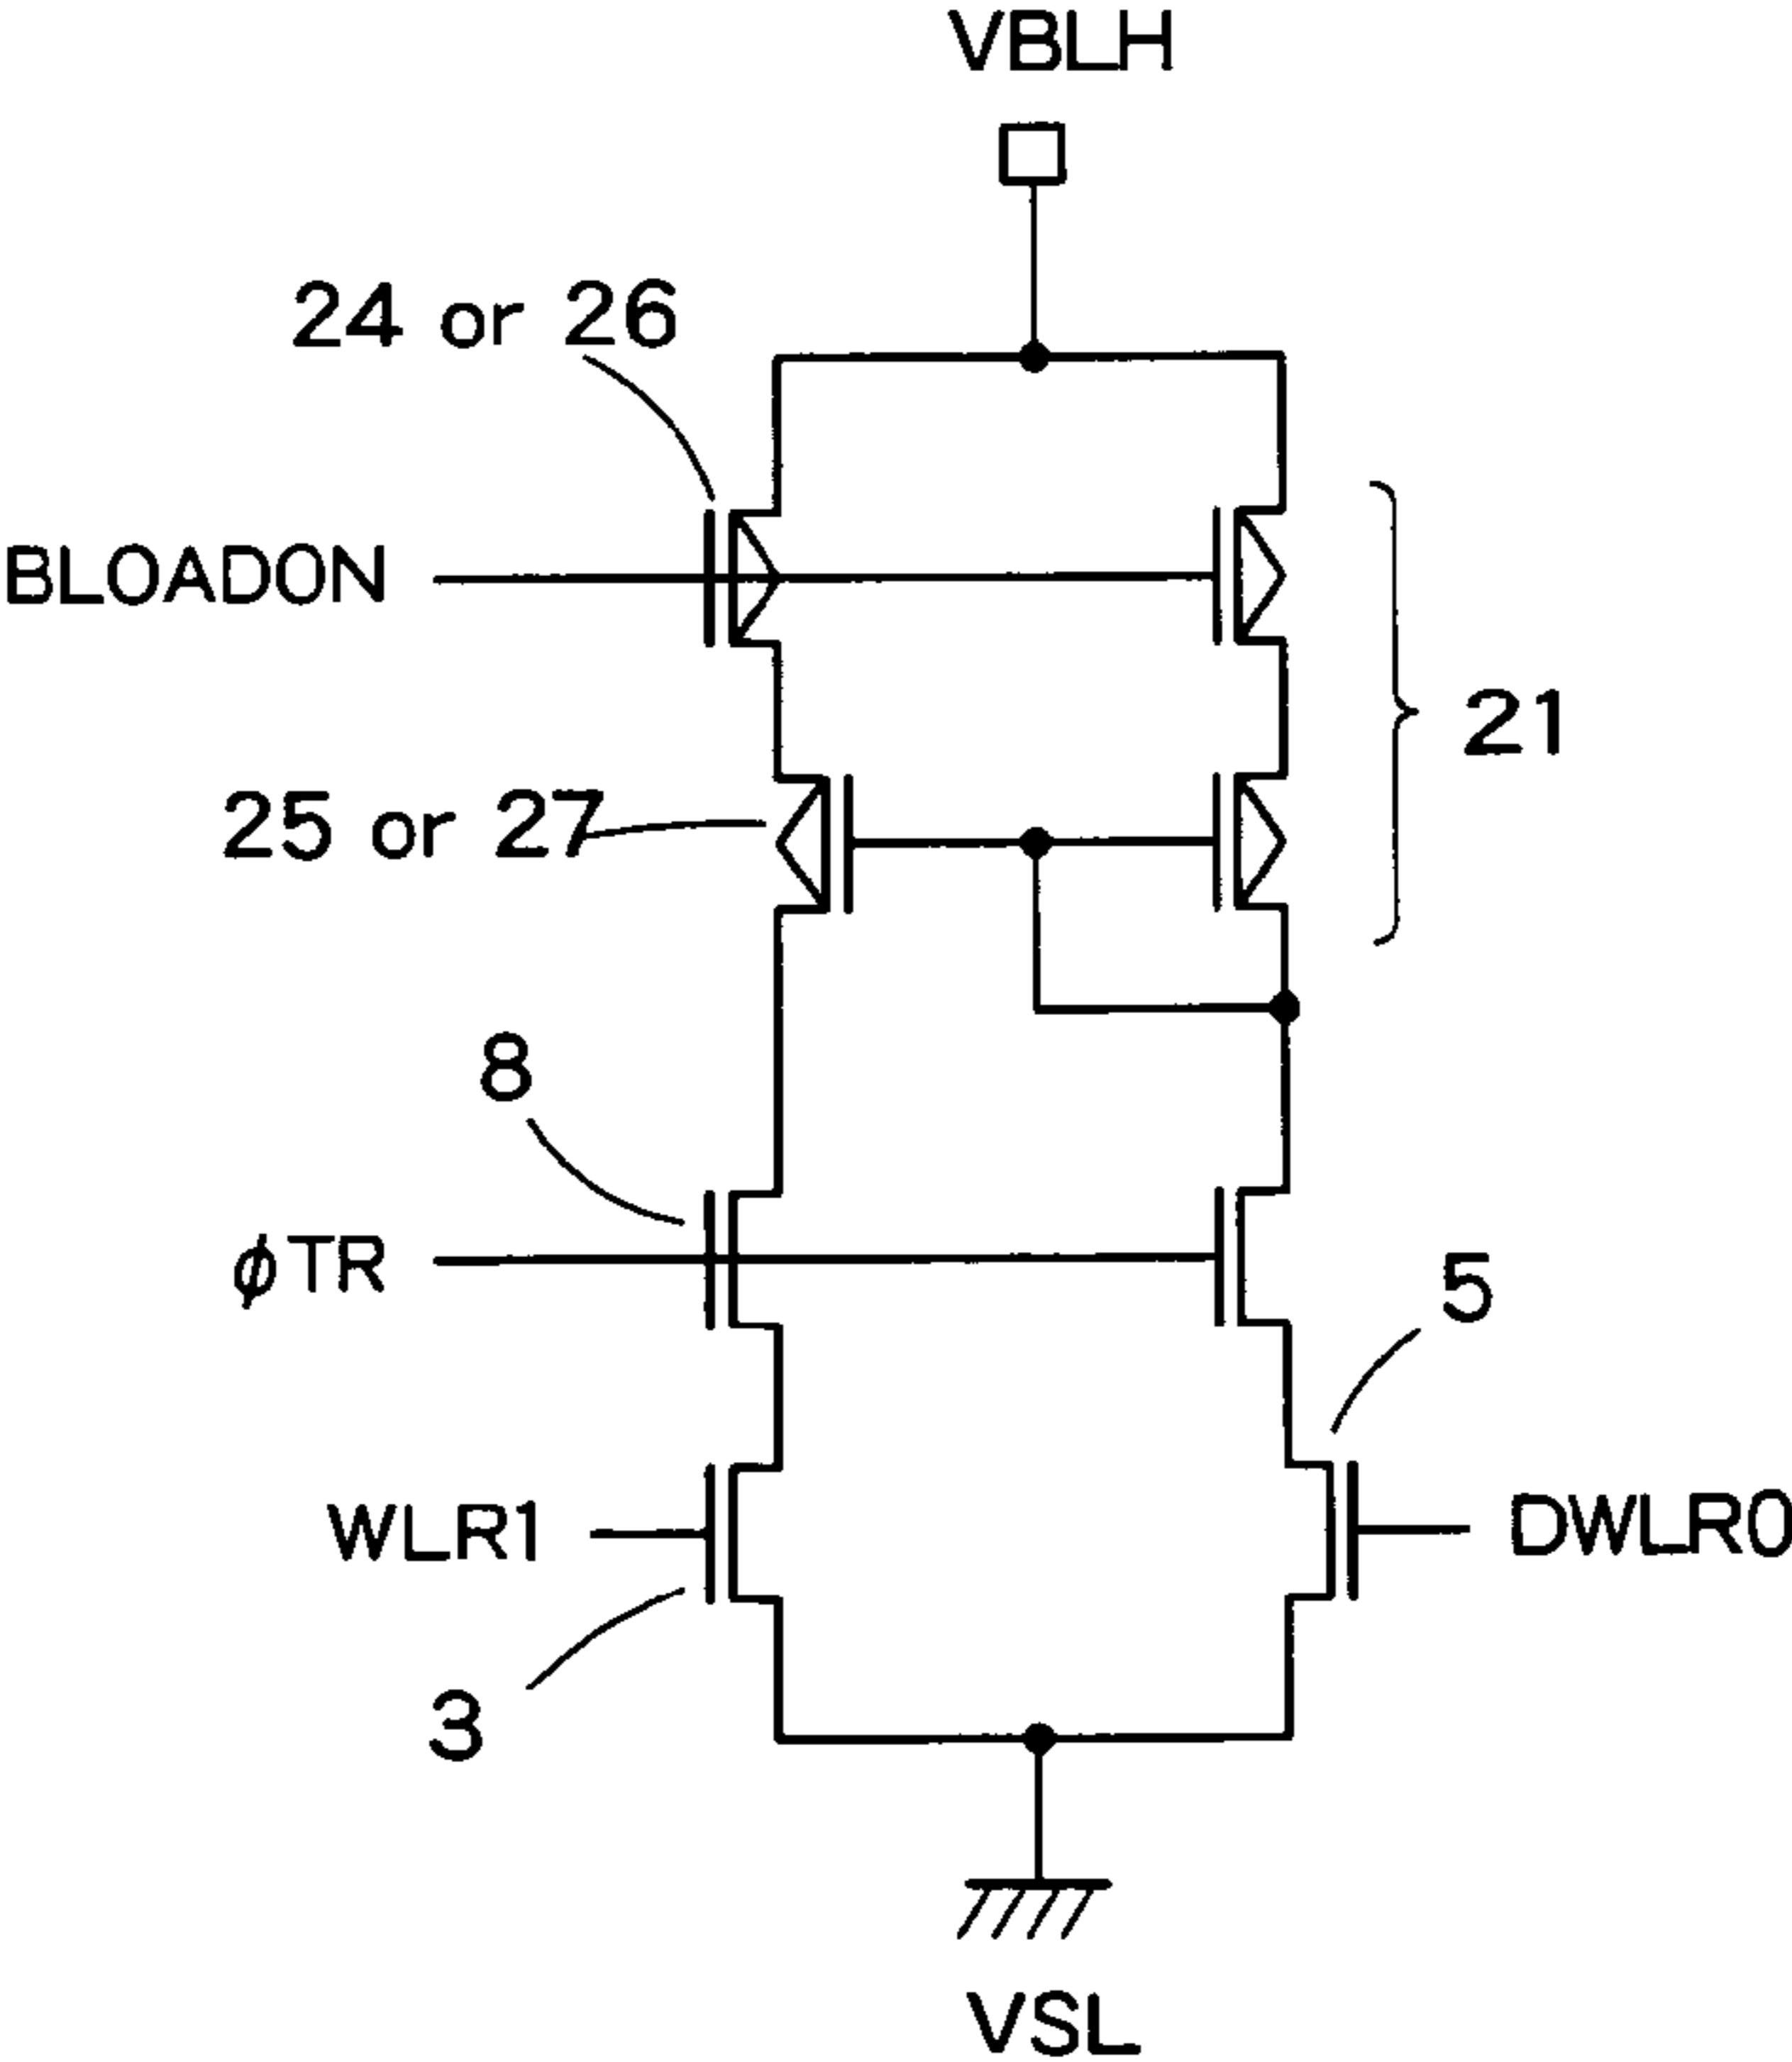 VBLH
24 or 26
BLOADON
21
25 or 27
8
φTR
5
WLR1
DWLR0
3
VSL